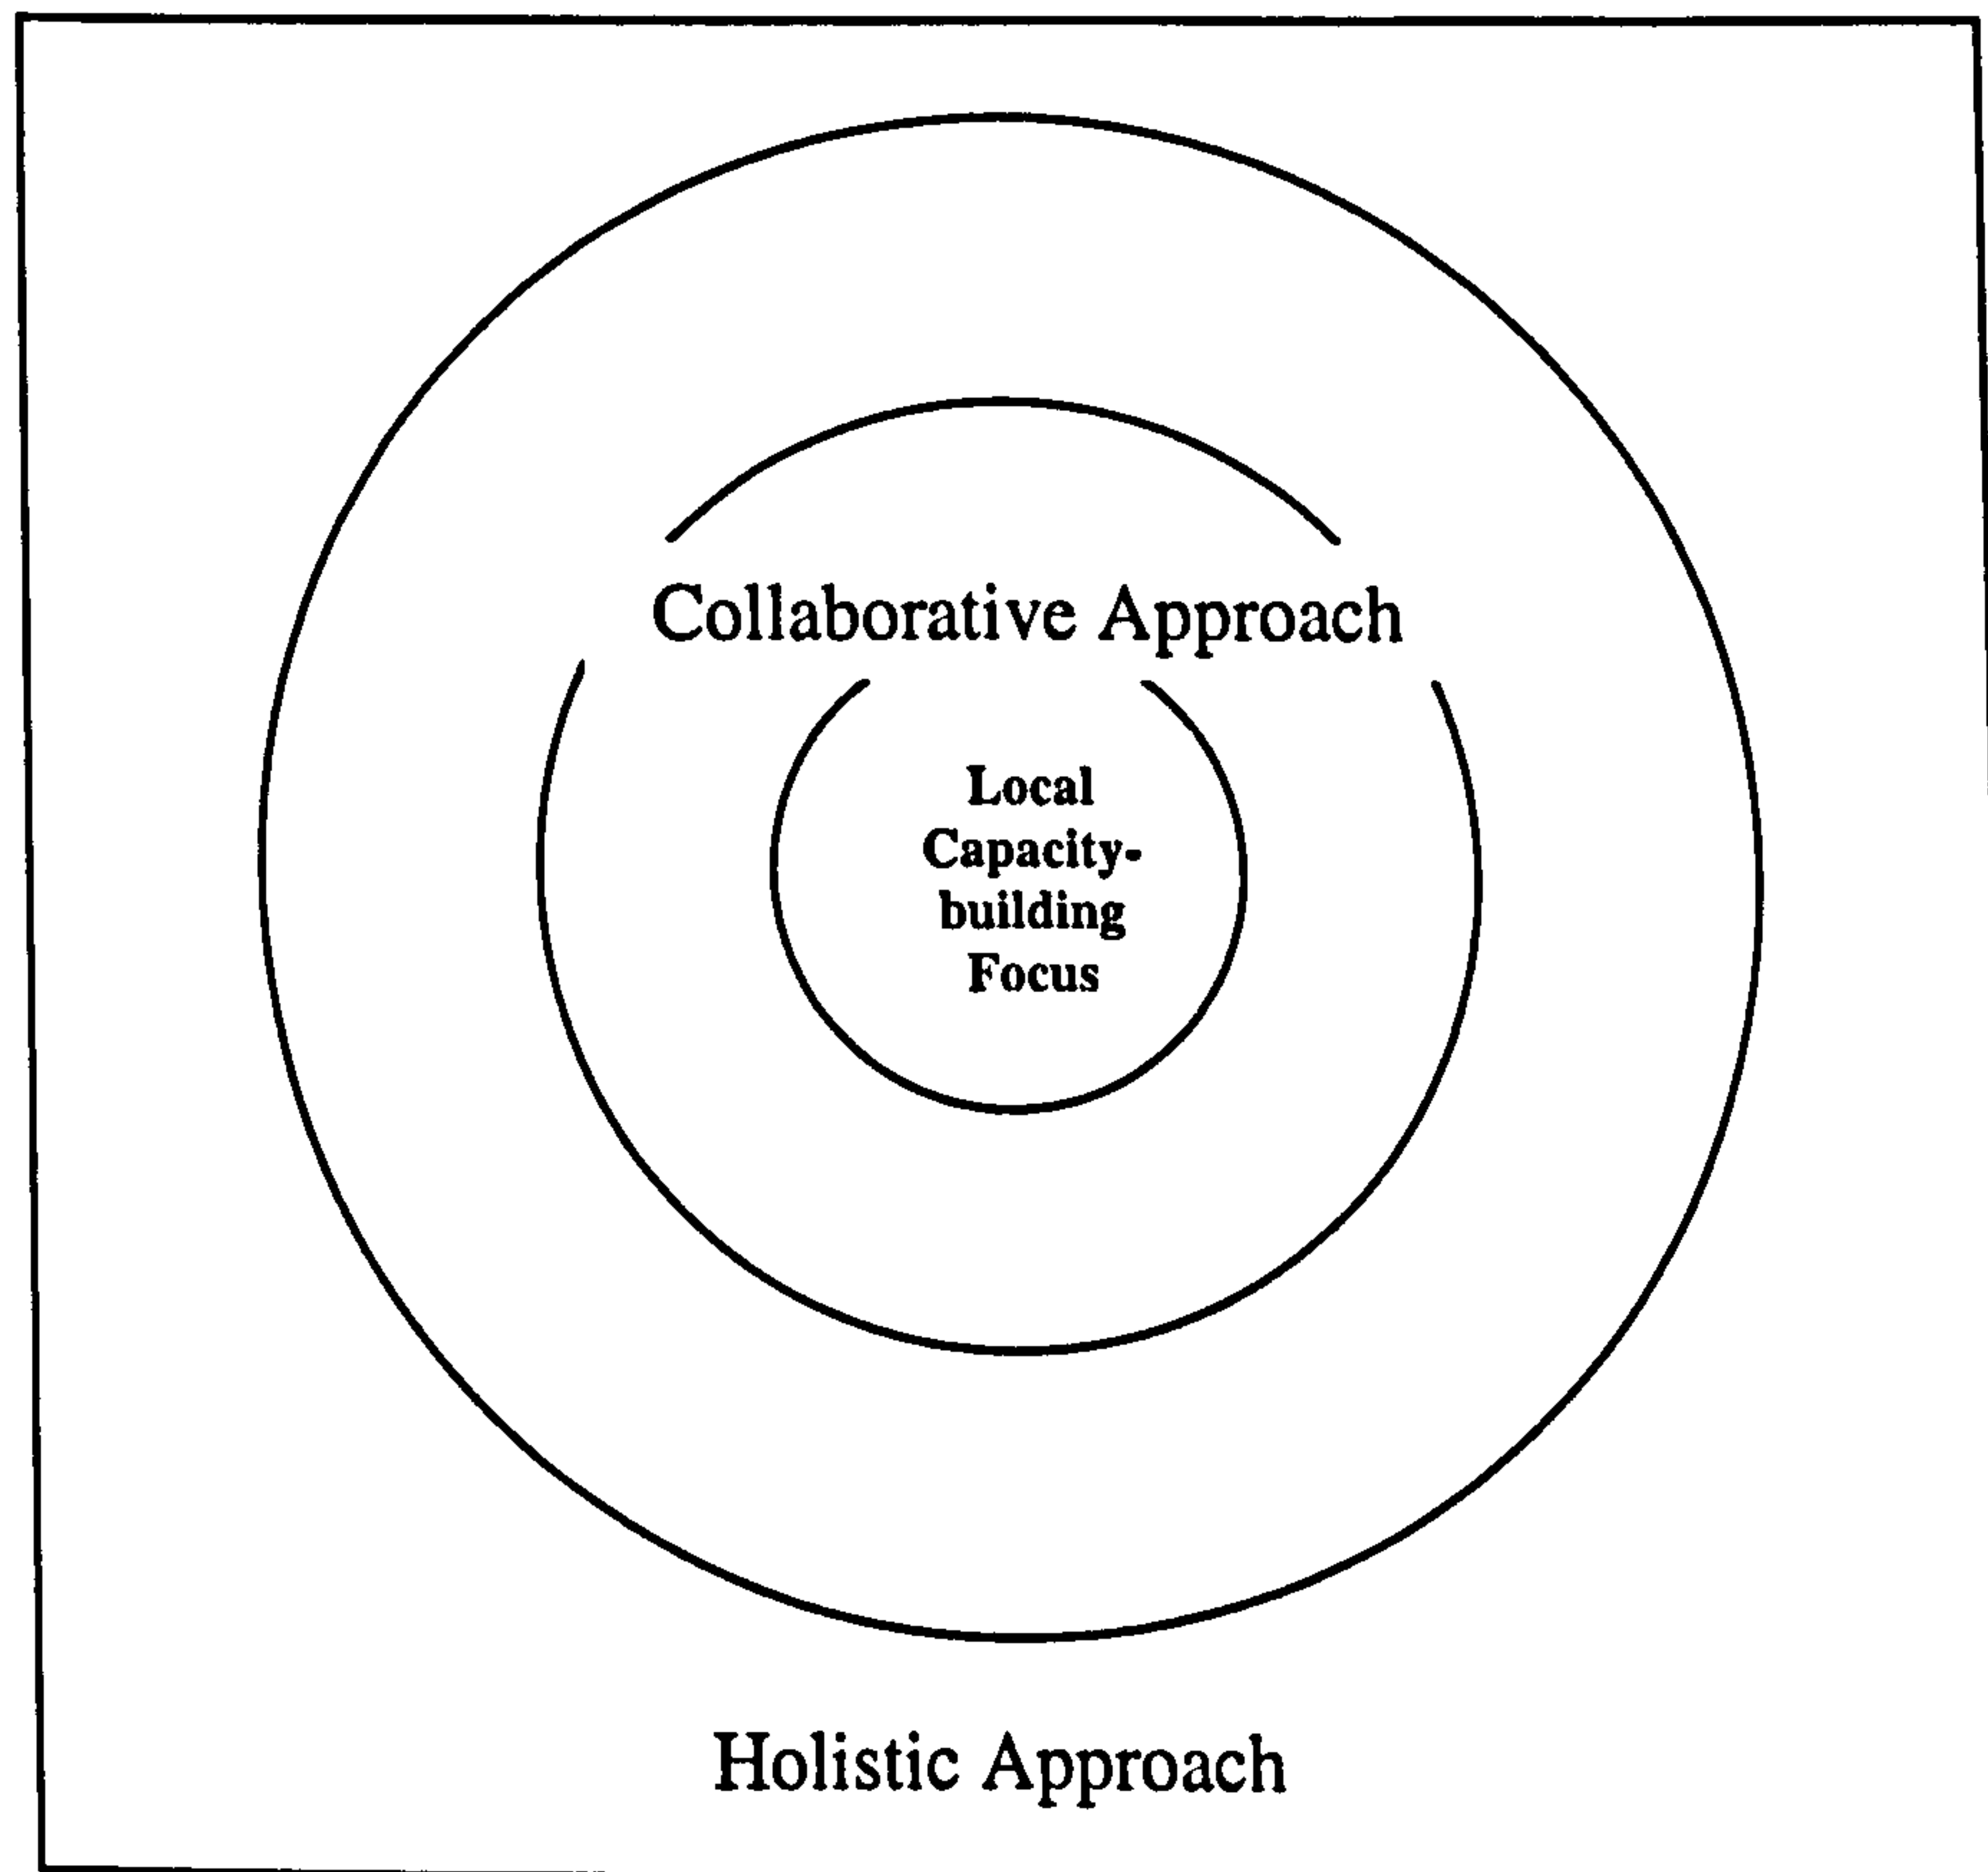 Collaborative Approach
Local
Capacity-
building
Focus
Holistic Approach